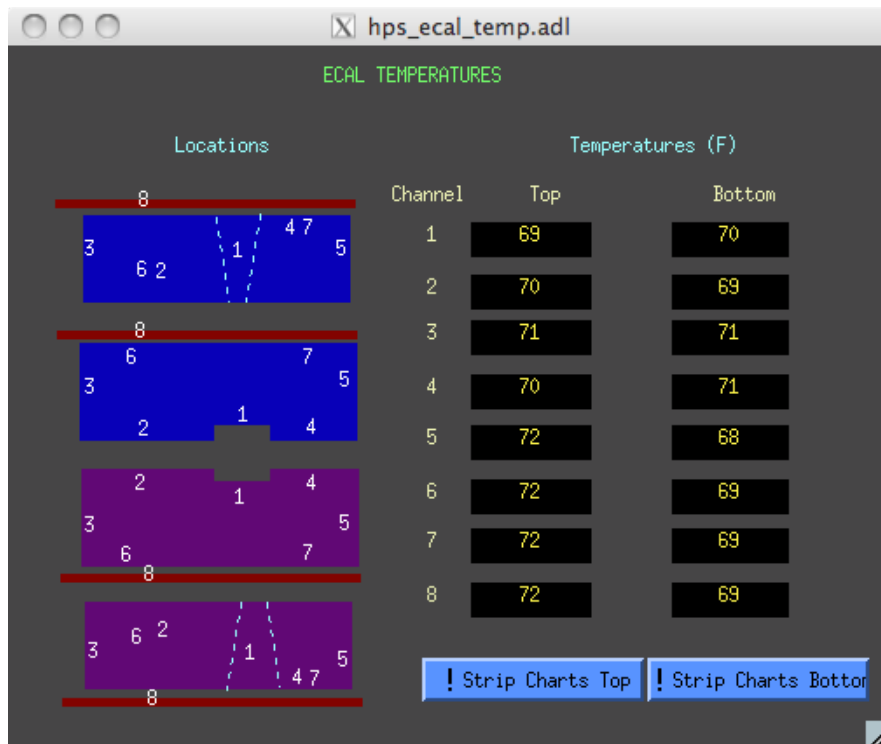 hps_ecal_temp.adl
ECAL TEMPERATURES
Locations
8
3 6 2 1 4 7 5
8
6 7
3 5
2 1 4
2 1 4
3 5
6 7
8
3 6 2 1 4 7 5
8
Temperatures (F)
Channel Top Bottom
1 69 70
2 70 69
3 71 71
4 70 71
5 72 68
6 72 69
7 72 69
8 72 69
! Strip Charts Top ! Strip Charts Bottor